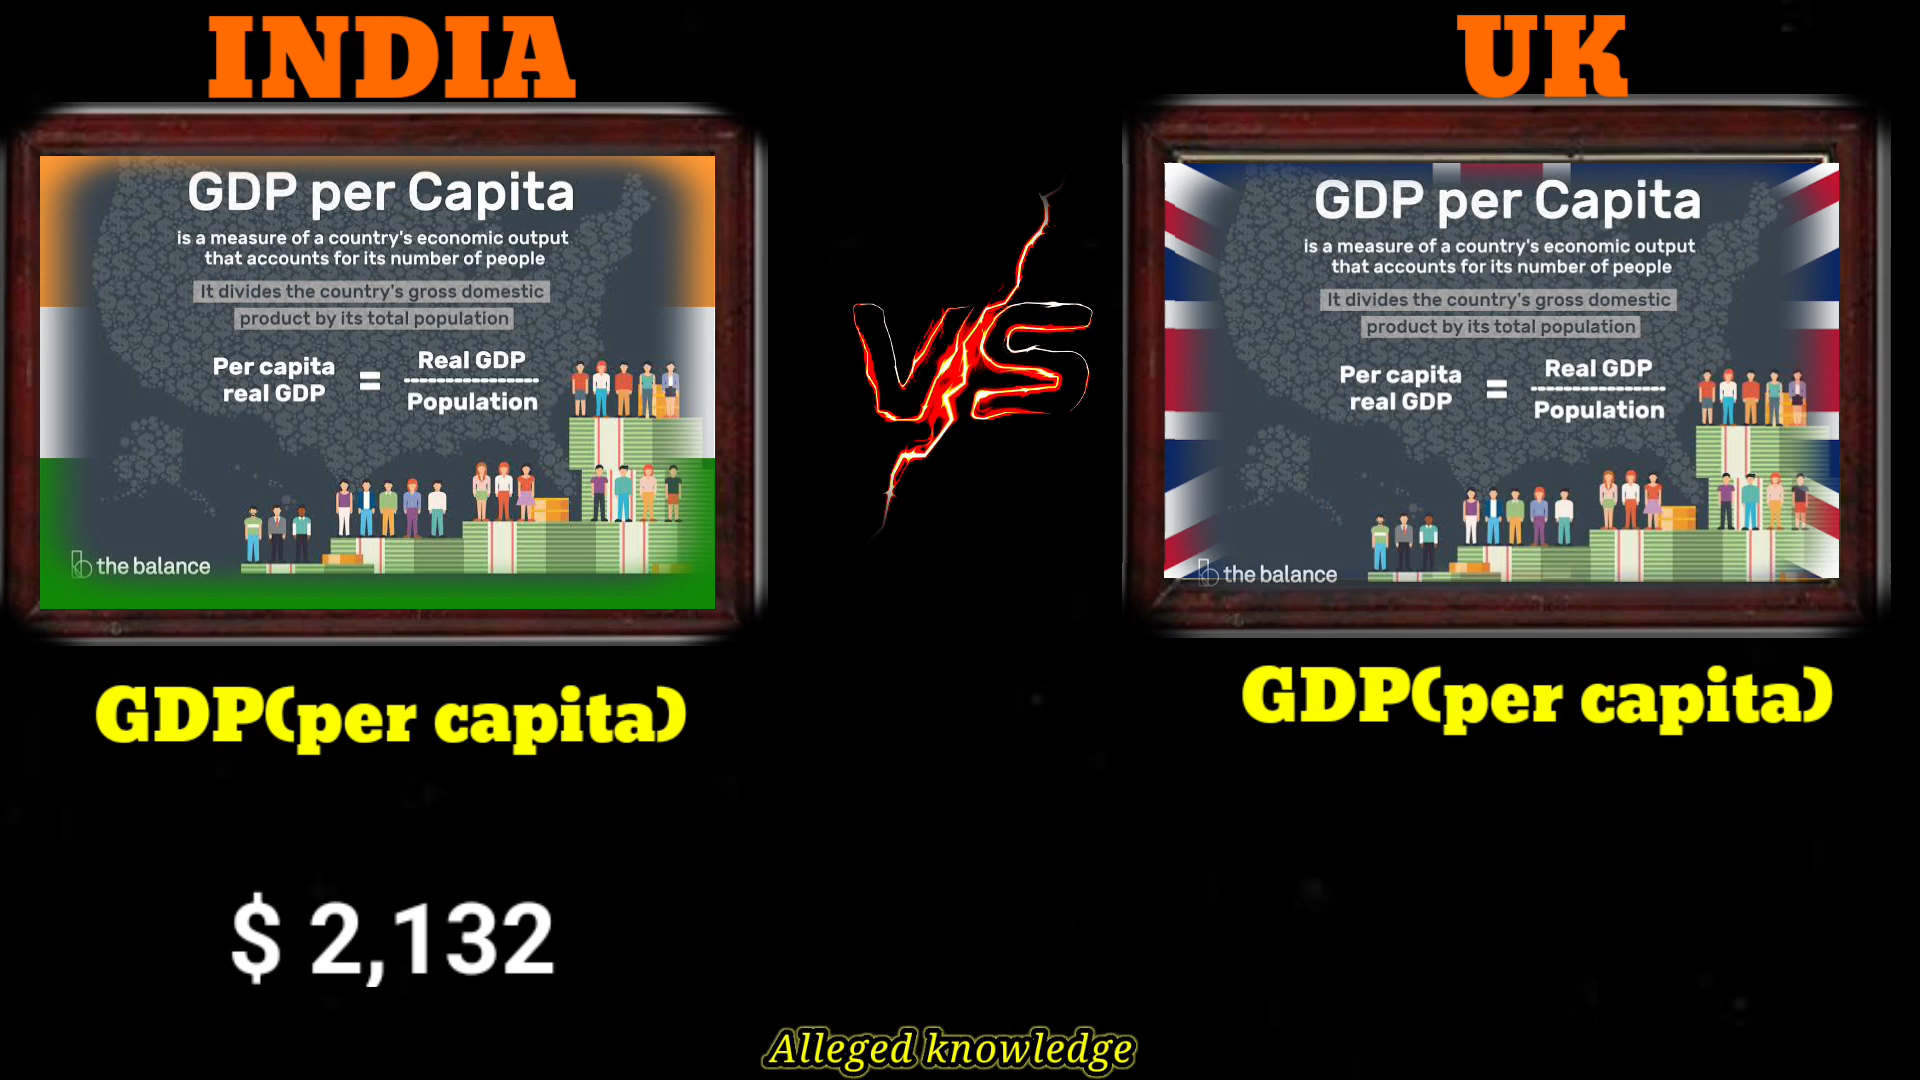 INDIA
GDP per Capita
is a measure of a country's economic output
that accounts for its number of people
It divides the country's gross domestic
product by its total population
Per capita
real GDP
=
Real GDP
Population
the balance
GDP(per capita)
$ 2,132
VS
UK
GDP per Capita
is a measure of a country's economic output
that accounts for its number of people
It divides the country's gross domestic
product by its total population
Per capita
real GDP
=
Real GDP
Population
the balance
GDP(per capita)
Alleged knowledge